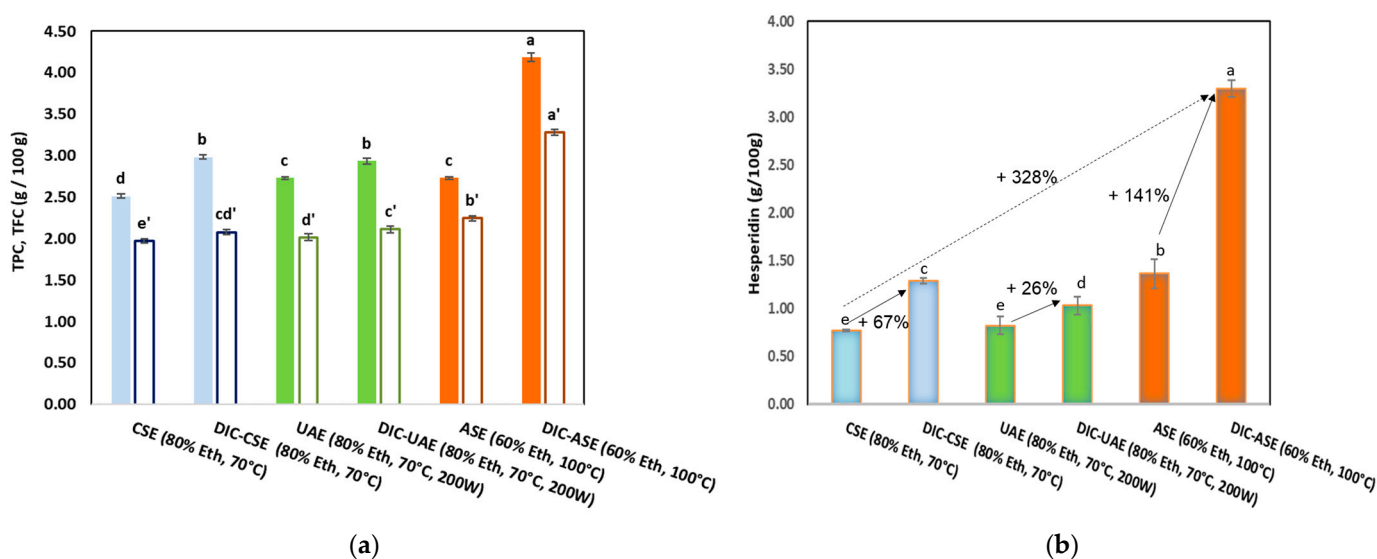 TPC, TFC (g / 100 g)
4.50
4.00
3.50
3.00
2.50
2.00
1.50
1.00
0.50
0.00
d
e'
b
cd'
c
d'
b
c'
c
b'
a
a'
CSE (80% Eth, 70°C)
DIC-CSE (80% Eth, 70°C)
UAE (80% Eth, 70°C, 200W)
DIC-UAE (80% Eth, 70°C, 200W)
ASE (60% Eth, 100°C)
DIC-ASE (60% Eth, 100°C)
(a)
Hesperidin (g/100g)
4.00
3.50
3.00
2.50
2.00
1.50
1.00
0.50
0.00
e
c
e
d
b
a
+ 67%
+ 26%
+ 141%
+ 328%
CSE (80% Eth, 70°C)
DIC-CSE (80% Eth, 70°C)
UAE (80% Eth, 70°C, 200W)
DIC-UAE (80% Eth, 70°C, 200W)
ASE (60% Eth, 100°C)
DIC-ASE (60% Eth, 100°C)
(b)